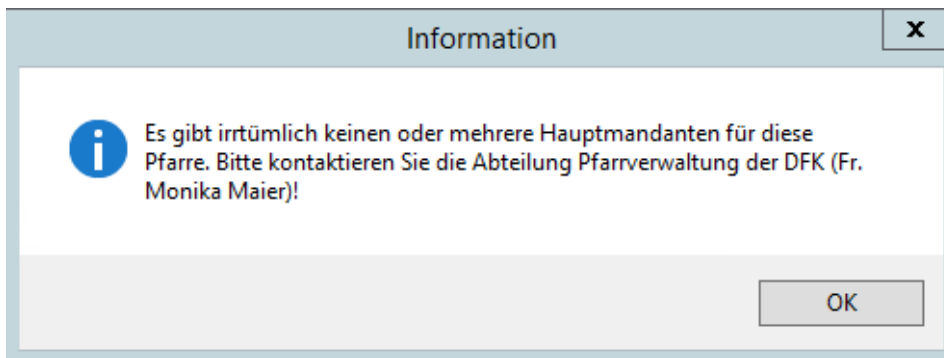 Information
x
Es gibt irrtümlich keinen oder mehrere Hauptmandanten für diese
Pfarre. Bitte kontaktieren Sie die Abteilung Pfarrverwaltung der DFK (Fr.
Monika Maier)!
OK